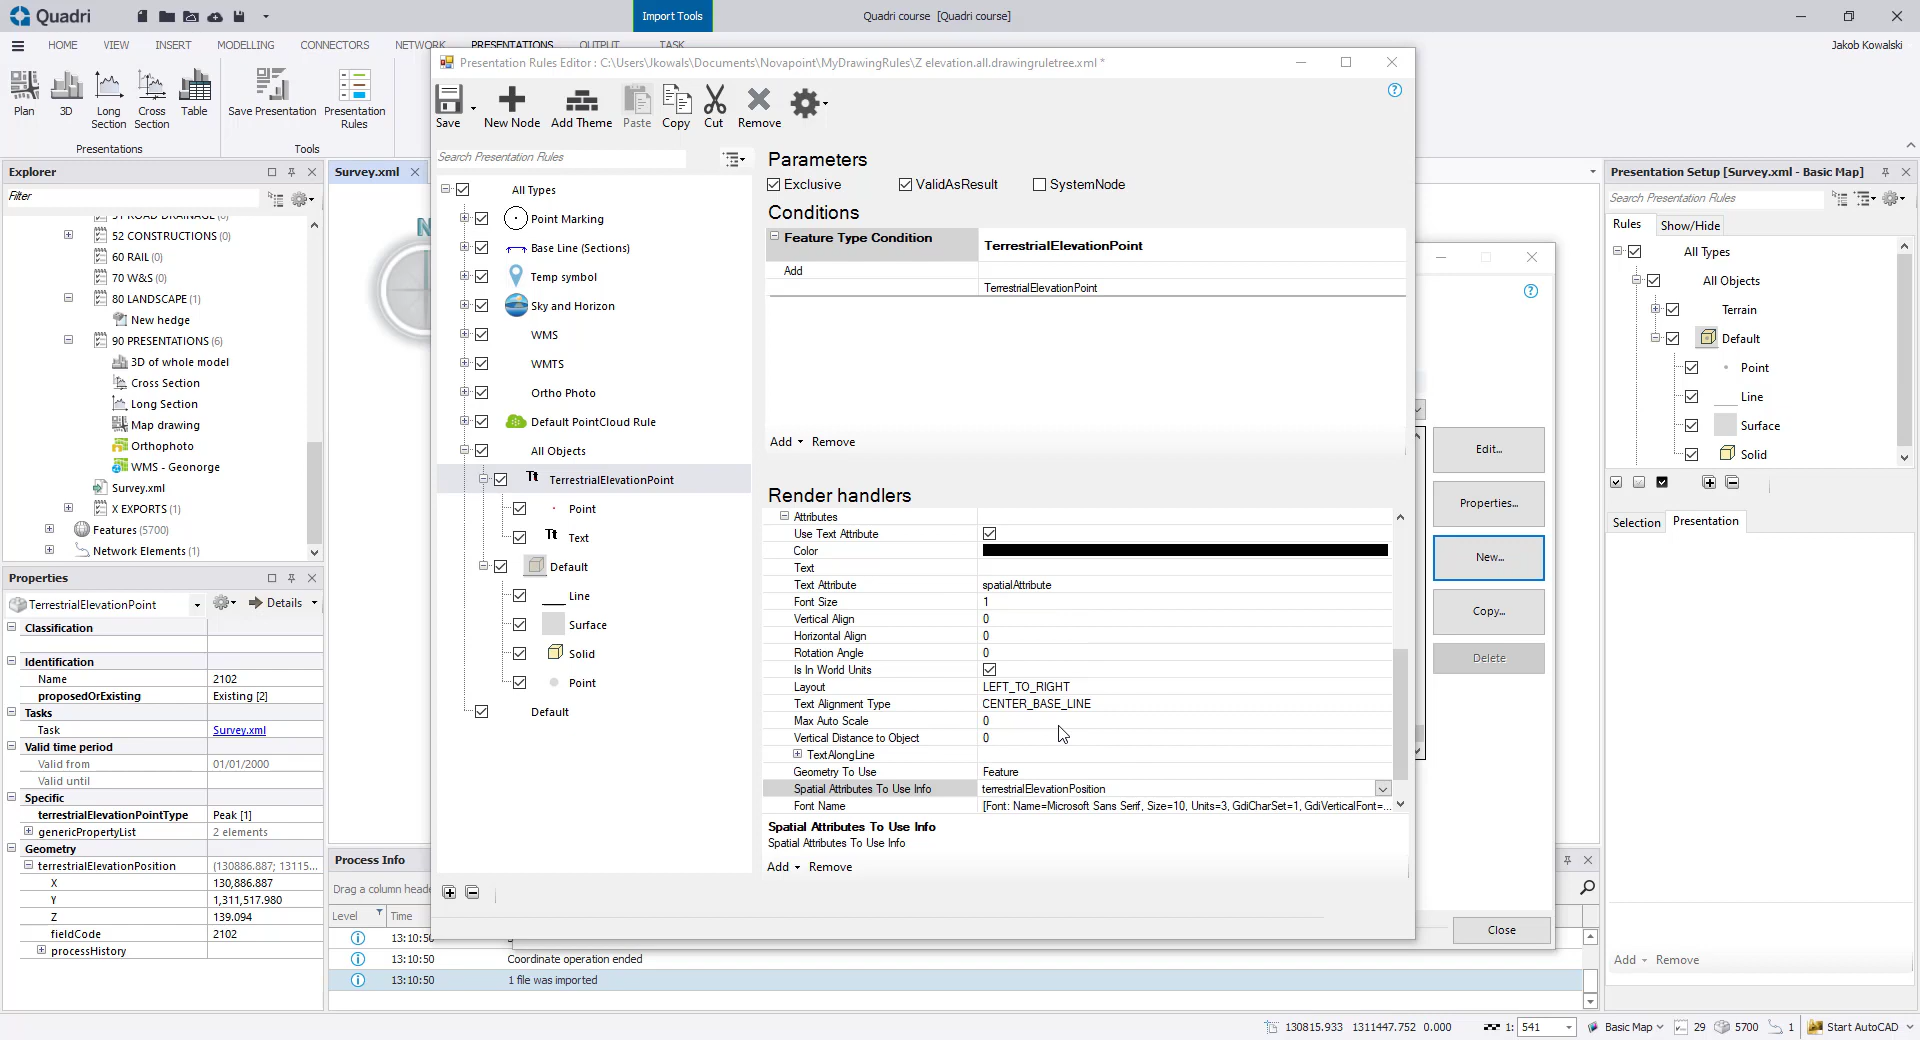 Quadri
Import Tools
Quadri course [Quadri course]
HOME VIEW INSERT MODELLING CONNECTORS NETWORK PRESENTATIONS OUTPUT TASK
Jakob Kowalski
Plan
3D
Long Section
Cross Section
Table
Save Presentation
Presentation Rules
Presentations
Tools
Explorer
Filter
52 CONSTRUCTIONS (0)
60 RAIL (0)
70 W&S (0)
80 LANDSCAPE (1)
New hedge
90 PRESENTATIONS (6)
3D of whole model
Cross Section
Long Section
Map drawing
Orthophoto
WMS - Geonorge
Survey.xml
X EXPORTS (1)
Features (5700)
Network Elements (1)
Properties
TerrestrialElevationPoint
Details
Classification
Identification
Name 2102
proposedOrExisting Existing [2]
Tasks
Task Survey.xml
Valid time period
Valid from 01/01/2000
Valid until
Specific
terrestrialElevationPointType Peak [1]
genericPropertyList 2 elements
Geometry
terrestrialElevationPosition (130886.887; 13115...
X 130,886.887
Y 1,311,517.980
Z 139.094
fieldCode 2102
processHistory
Survey.xml
Presentation Rules Editor : C:\Users\Jkowals\Documents\Novapoint\MyDrawingRules\Z elevation.all.drawingruletree.xml *
Save
New Node
Add Theme
Paste
Copy
Cut
Remove
Search Presentation Rules
All Types
Point Marking
Base Line (Sections)
Temp symbol
Sky and Horizon
WMS
WMTS
Ortho Photo
Default PointCloud Rule
All Objects
Tt TerrestrialElevationPoint
Point
Tt Text
Default
Line
Surface
Solid
Point
Default
Parameters
Exclusive
ValidAsResult
SystemNode
Conditions
Feature Type Condition TerrestrialElevationPoint
Add
TerrestrialElevationPoint
Add Remove
Render handlers
Attributes
Use Text Attribute
Color
Text
Text Attribute spatialAttribute
Font Size 1
Vertical Align 0
Horizontal Align 0
Rotation Angle 0
Is In World Units
Layout LEFT_TO_RIGHT
Text Alignment Type CENTER_BASE_LINE
Max Auto Scale 0
Vertical Distance to Object 0
TextAlongLine
Geometry To Use Feature
Spatial Attributes To Use Info terrestrialElevationPosition
Font Name [Font: Name=Microsoft Sans Serif, Size=10, Units=3, GdiCharSet=1, GdiVerticalFont=...
Spatial Attributes To Use Info
Spatial Attributes To Use Info
Add Remove
Edit...
Properties...
New...
Copy...
Delete
Close
Presentation Setup [Survey.xml - Basic Map]
Search Presentation Rules
Rules
Show/Hide
All Types
All Objects
Terrain
Default
Point
Line
Surface
Solid
Selection
Presentation
Add Remove
Process Info
Level Time
13:10:50
13:10:50 Coordinate operation ended
13:10:50 1 file was imported
130815.933 1311447.752 0.000
1: 541
Basic Map
29
5700
1
Start AutoCAD